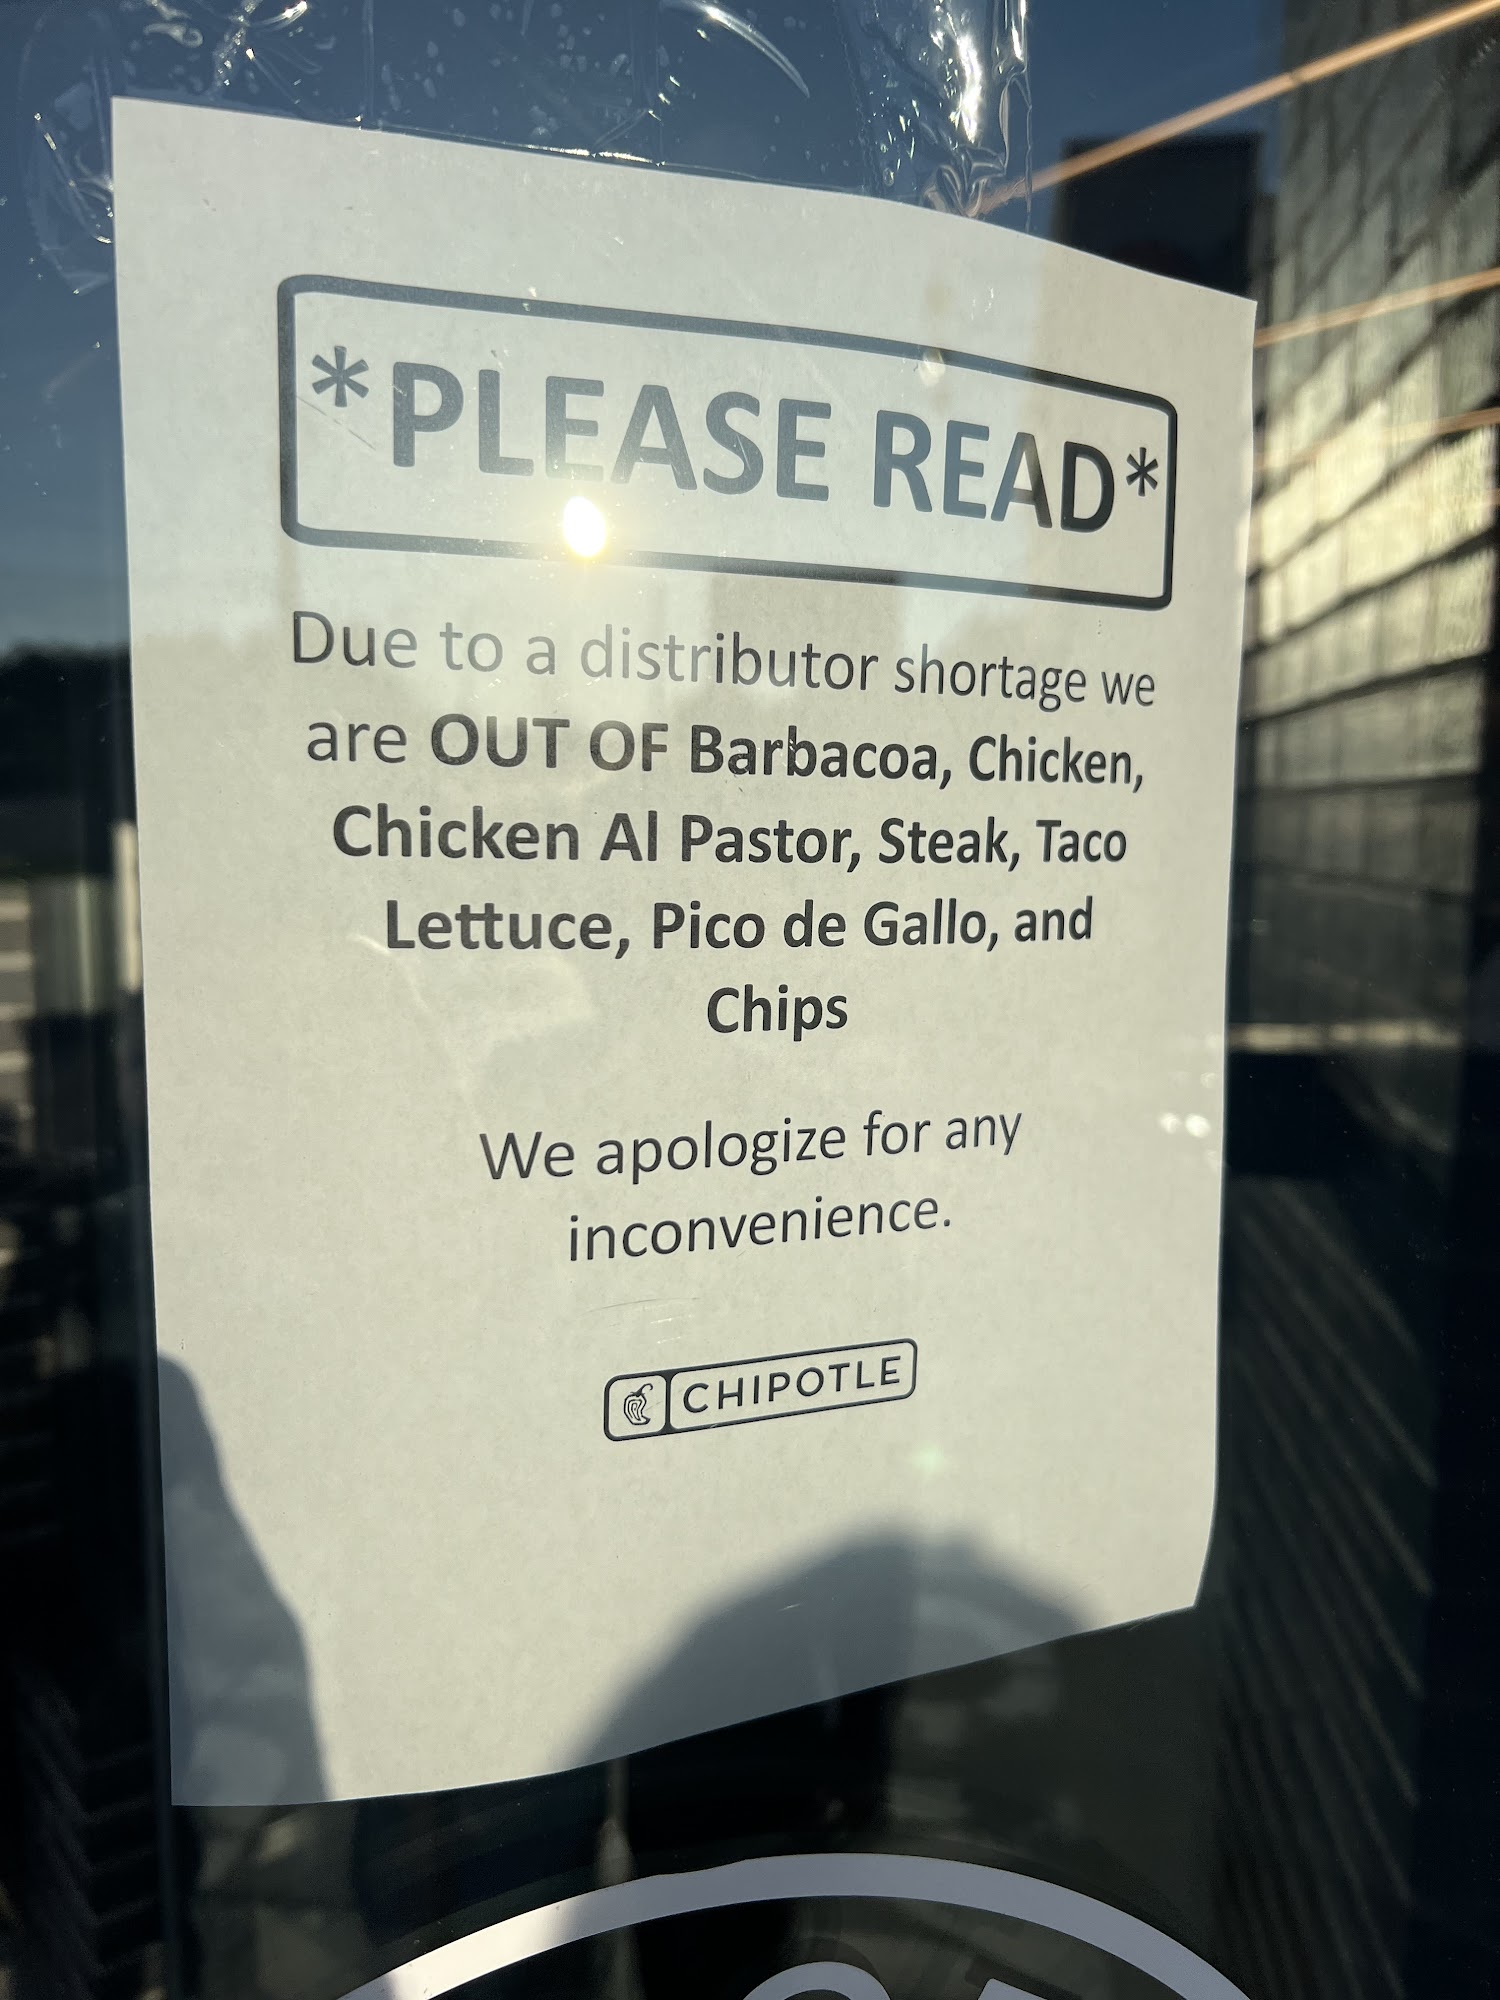 *PLEASE READ*
Due to a distributor shortage we
are OUT OF Barbacoa, Chicken,
Chicken Al Pastor, Steak, Taco
Lettuce, Pico de Gallo, and
Chips
We apologize for any
inconvenience.
CHIPOTLE